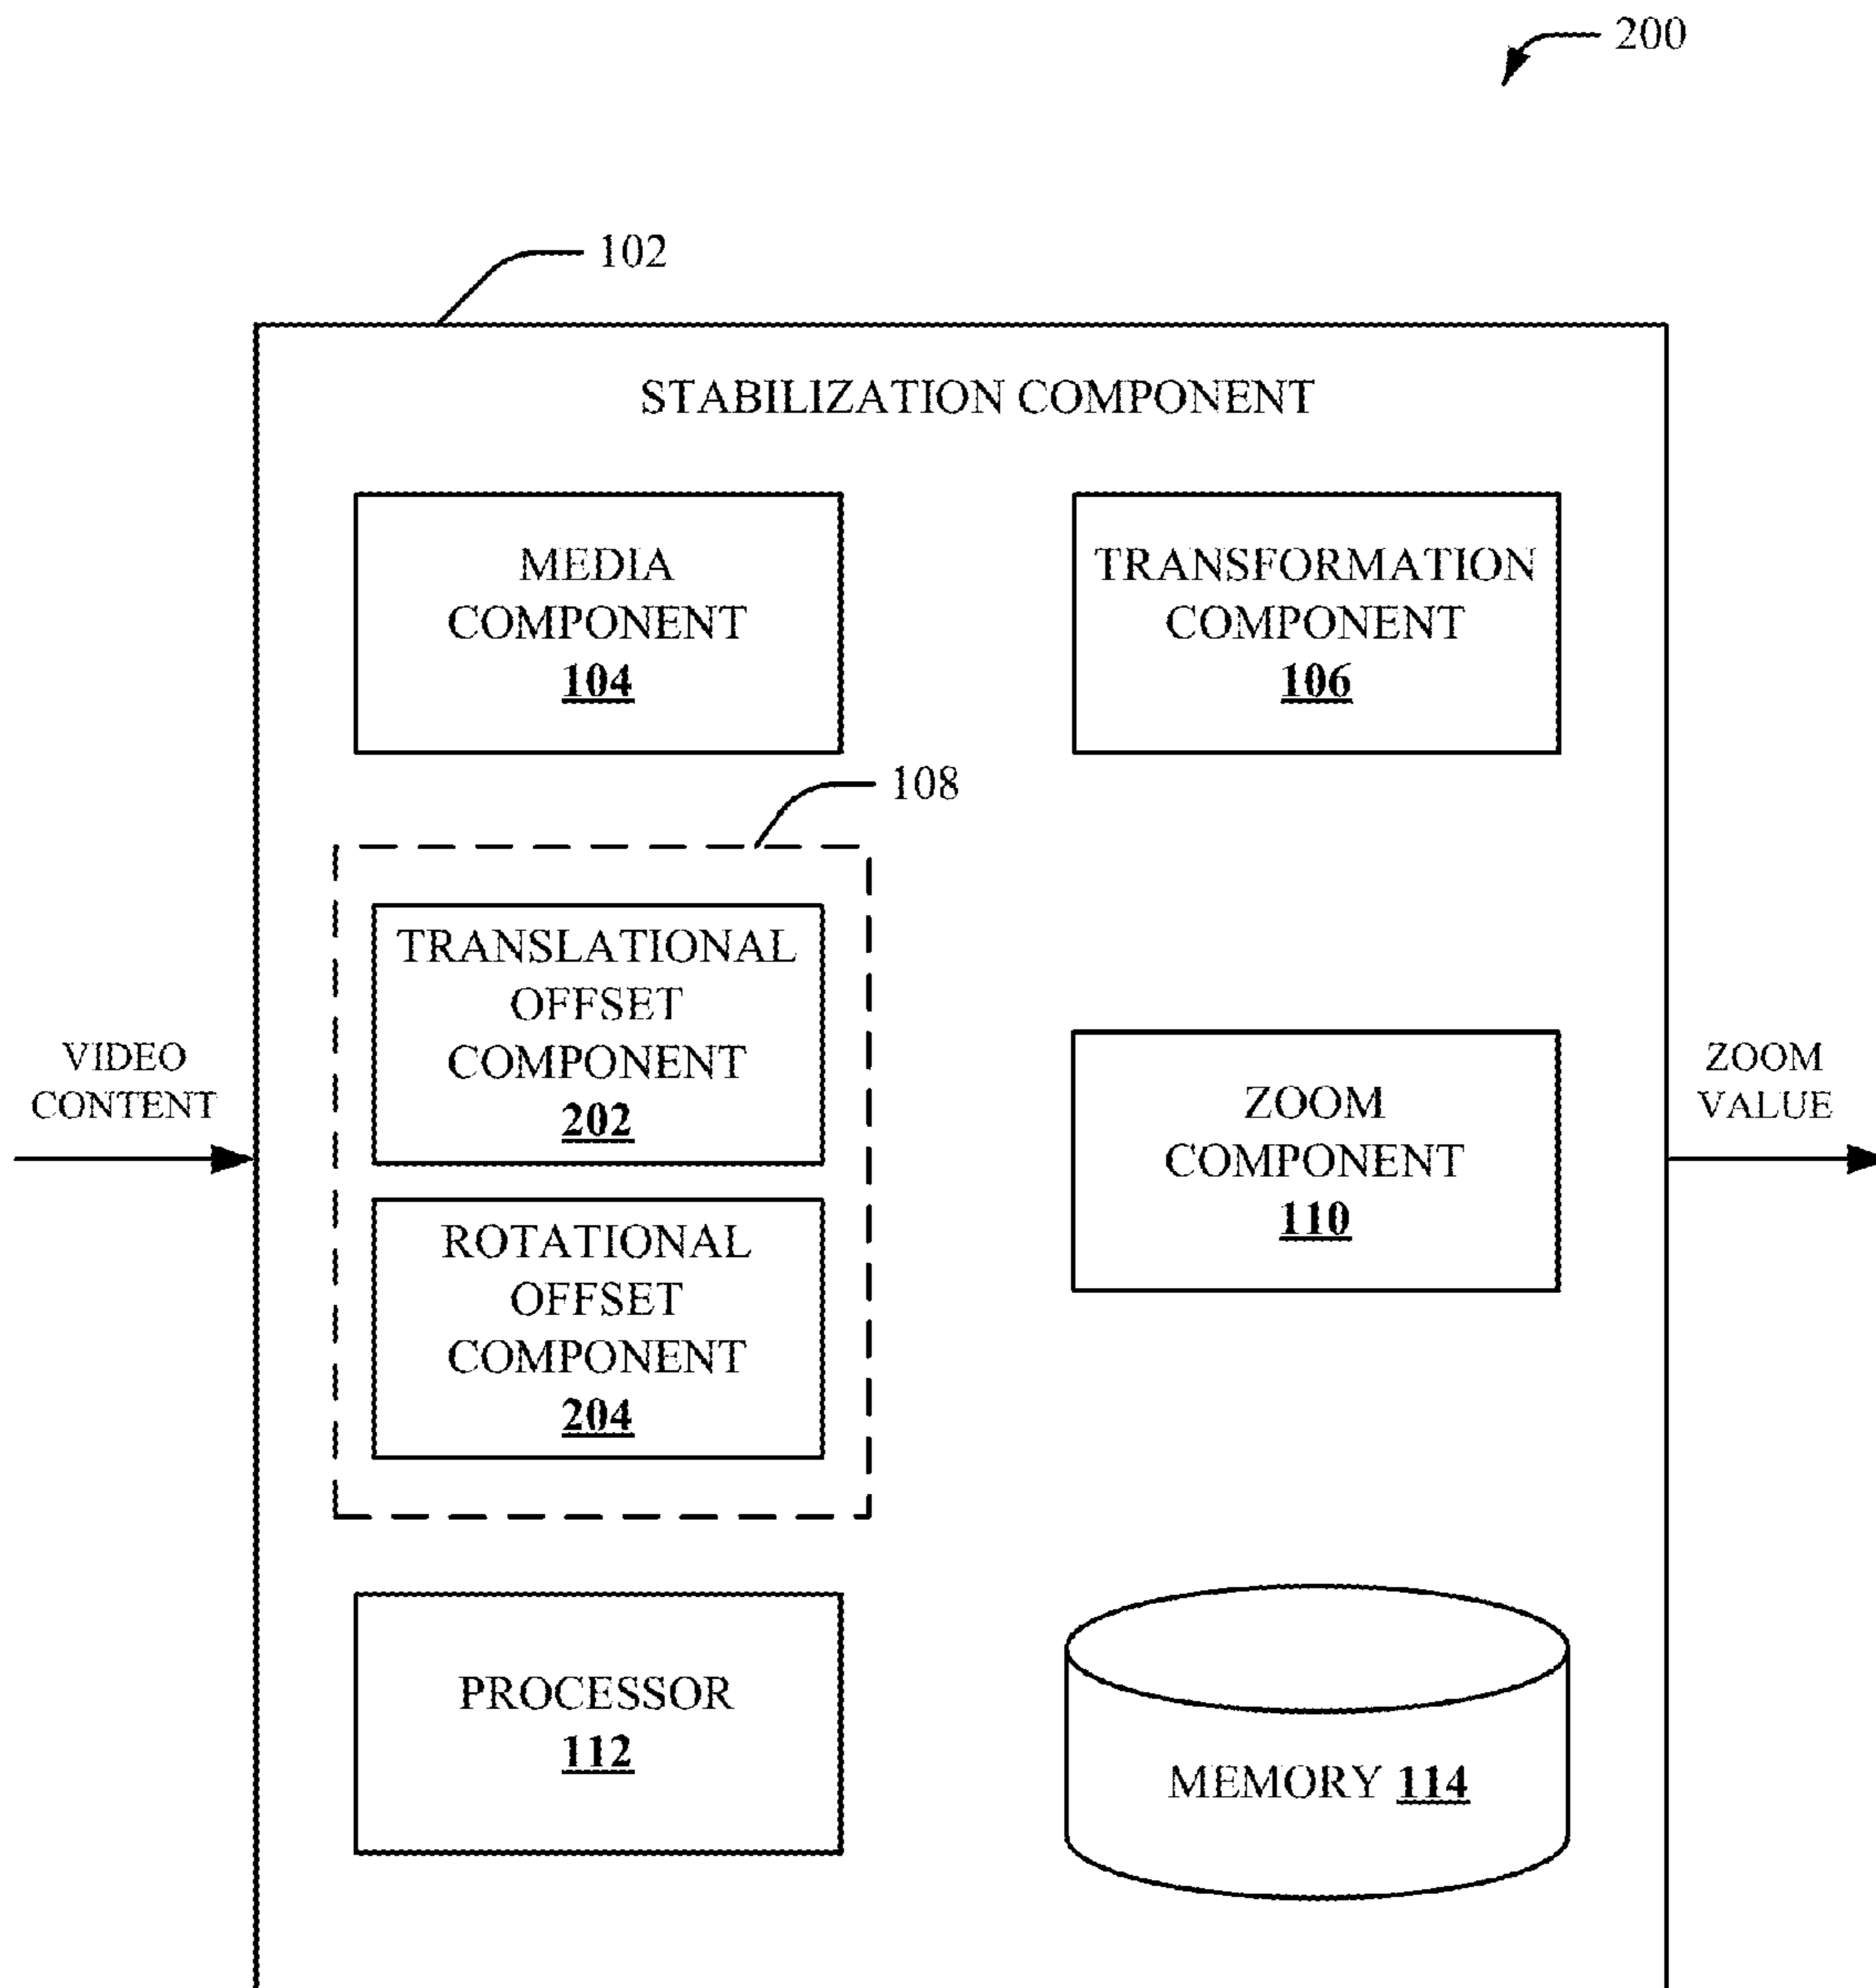 200
102
STABILIZATION COMPONENT
MEDIA
COMPONENT
104
TRANSFORMATION
COMPONENT
106
108
TRANSLATIONAL
OFFSET
COMPONENT
202
ROTATIONAL
OFFSET
COMPONENT
204
VIDEO
CONTENT
ZOOM
COMPONENT
110
ZOOM
VALUE
PROCESSOR
112
MEMORY 114